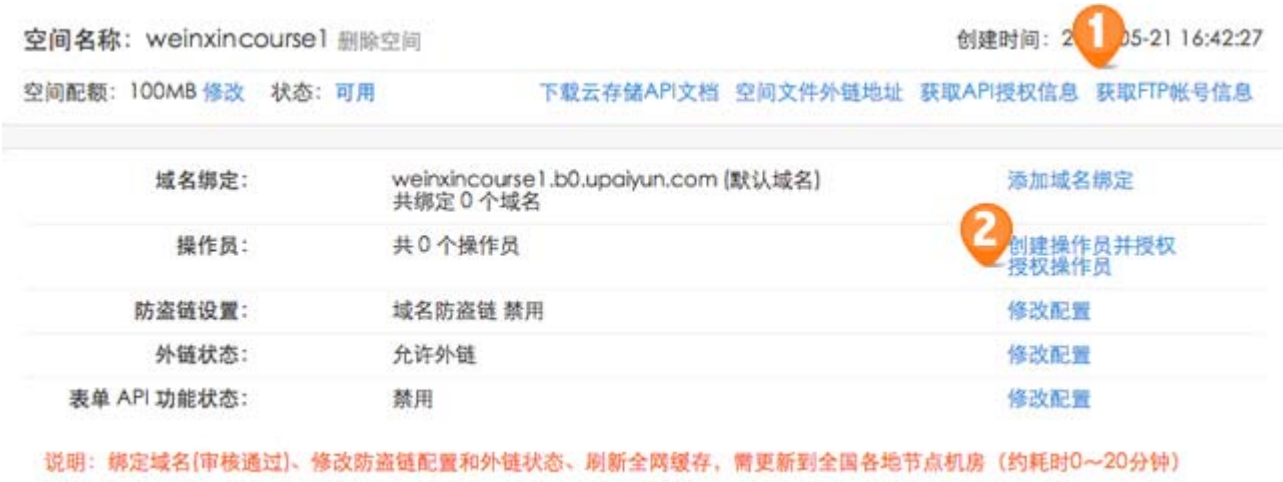 空间名称：weinxincourse1 删除空间 创建时间：2 05-21 16:42:27
1
空间配额：100MB 修改 状态：可用 下载云存储API文档 空间文件外链地址 获取API授权信息 获取FTP帐号信息
域名绑定： weinxincourse1.b0.upaiyun.com (默认域名) 添加域名绑定
共绑定 0 个域名
2
操作员： 共 0 个操作员 创建操作员并授权
授权操作员
防盗链设置： 域名防盗链 禁用 修改配置
外链状态： 允许外链 修改配置
表单 API 功能状态： 禁用 修改配置
说明：绑定域名(审核通过)、修改防盗链配置和外链状态、刷新全网缓存，需更新到全国各地节点机房（约耗时0～20分钟）